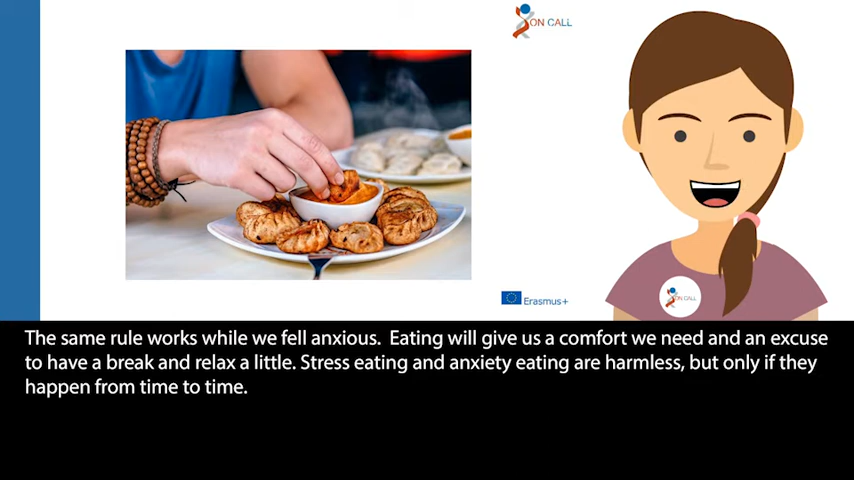 ON CALL
Erasmus+
ON CALL
The same rule works while we fell anxious.  Eating will give us a comfort we need and an excuse
to have a break and relax a little. Stress eating and anxiety eating are harmless, but only if they
happen from time to time.